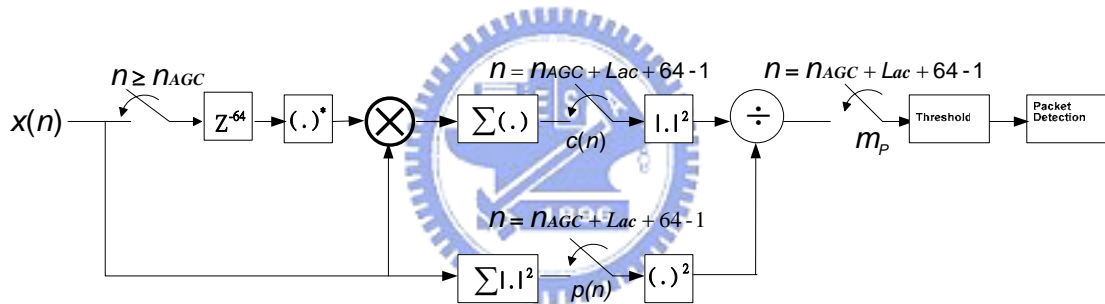 n ≥ nAGC
n = nAGC + Lac + 64 - 1
n = nAGC + Lac + 64 - 1
x(n)
Z-64
(.)*
∑(.)
c(n)
|.|2
÷
mP
Threshold
Packet Detection
1896
n = nAGC + Lac + 64 - 1
∑|.|2
p(n)
(.)2